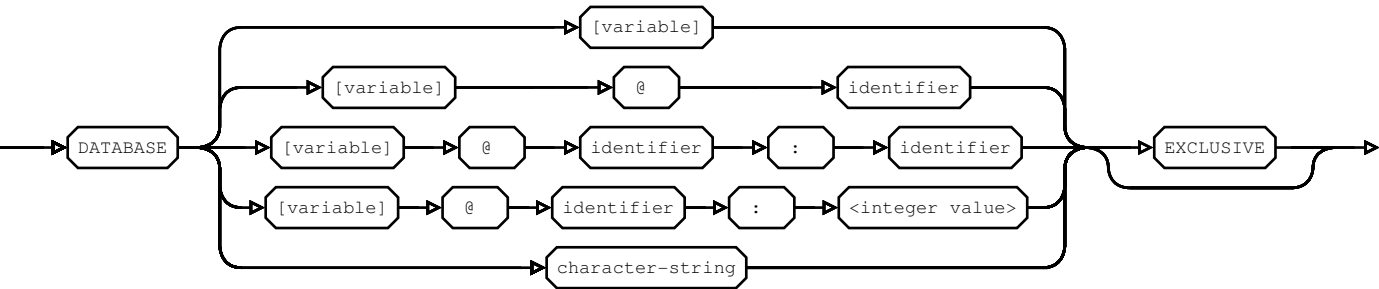 [variable]
[variable] @ identifier
DATABASE [variable] @ identifier : identifier EXCLUSIVE
[variable] @ identifier : <integer value>
character-string